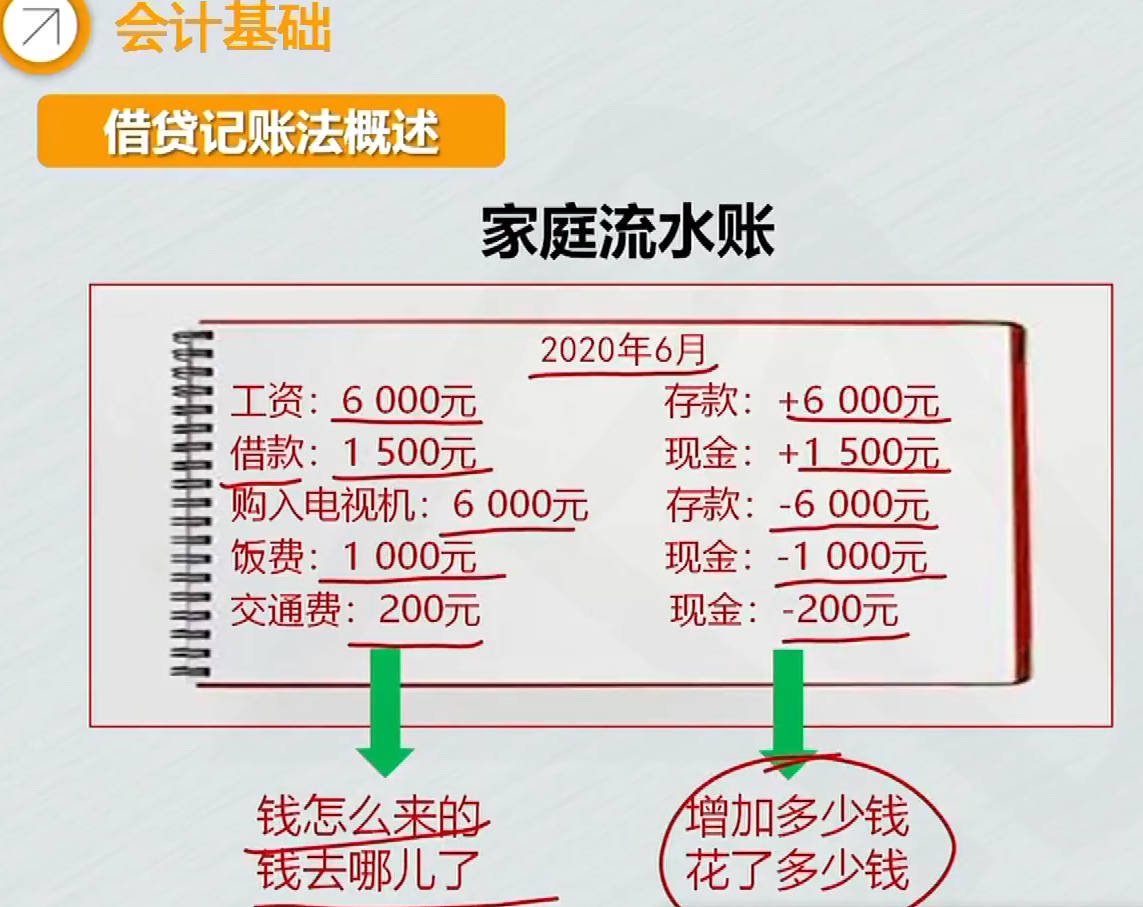 会计基础
借贷记账法概述
家庭流水账
2020年6月
工资：6 000元 存款：+6 000元
借款：1 500元 现金：+1 500元
购入电视机：6 000元 存款：-6 000元
饭费：1 000元 现金：-1 000元
交通费：200元 现金：-200元
钱怎么来的 增加多少钱
钱去哪儿了 花了多少钱